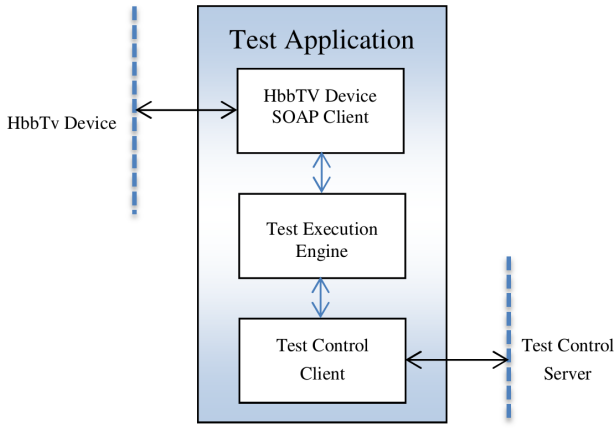 Test Application
HbbTV Device
SOAP Client
HbbTv Device
Test Execution
Engine
Test Control
Client
Test Control
Server